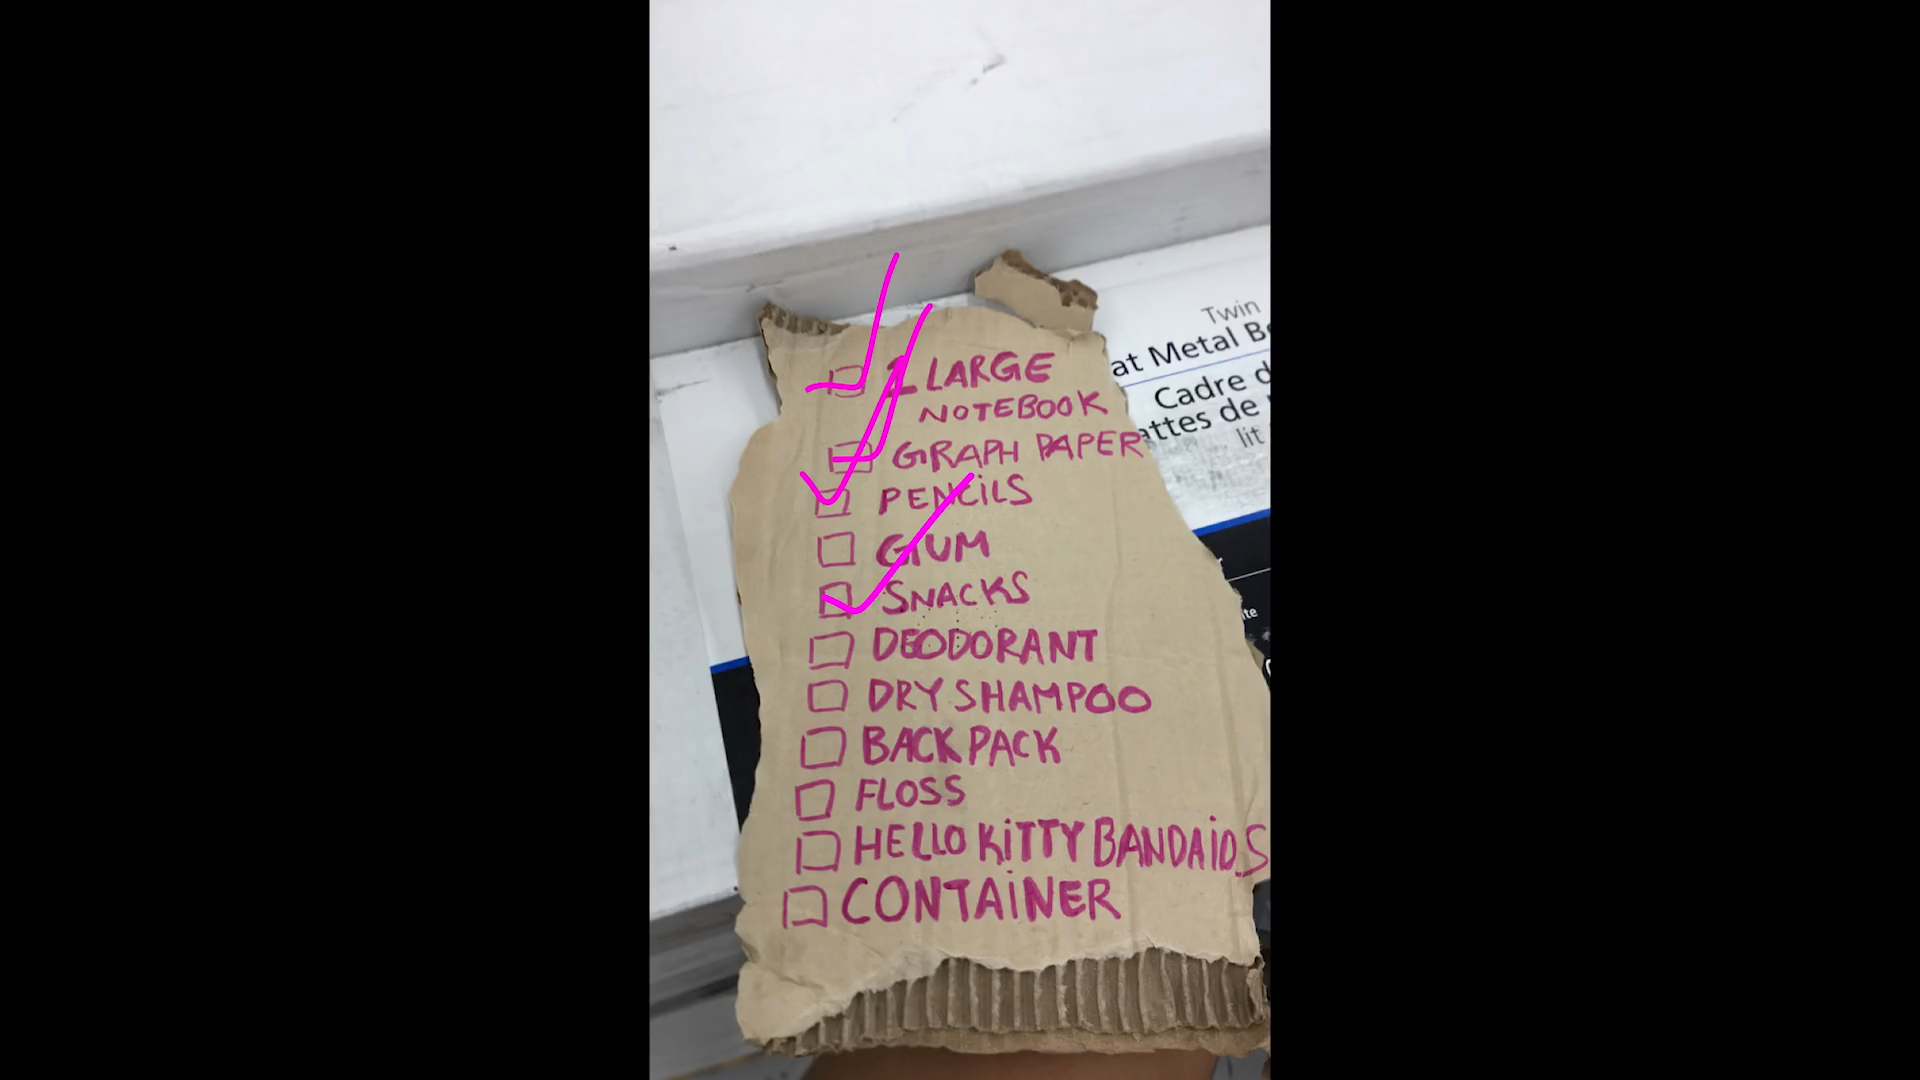 Twin
at Metal B
Cadre d
attes de
lit
1 LARGE
NOTEBOOK
GRAPH PAPER
PENCILS
GUM
SNACKS
DEODORANT
DRY SHAMPOO
BACKPACK
FLOSS
HELLO KITTY BANDAIDS
CONTAINER